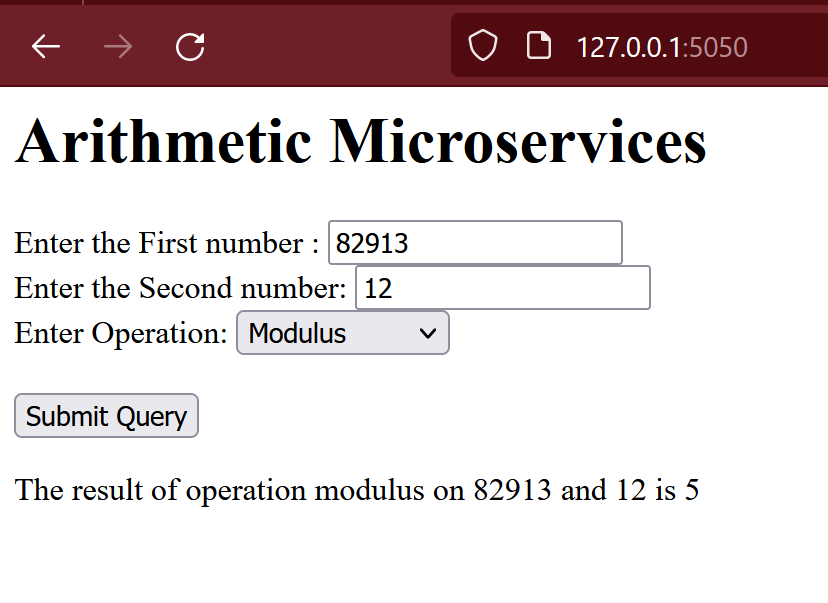 127.0.0.1:5050
Arithmetic Microservices
Enter the First number : 82913
Enter the Second number: 12
Enter Operation: Modulus
Submit Query
The result of operation modulus on 82913 and 12 is 5